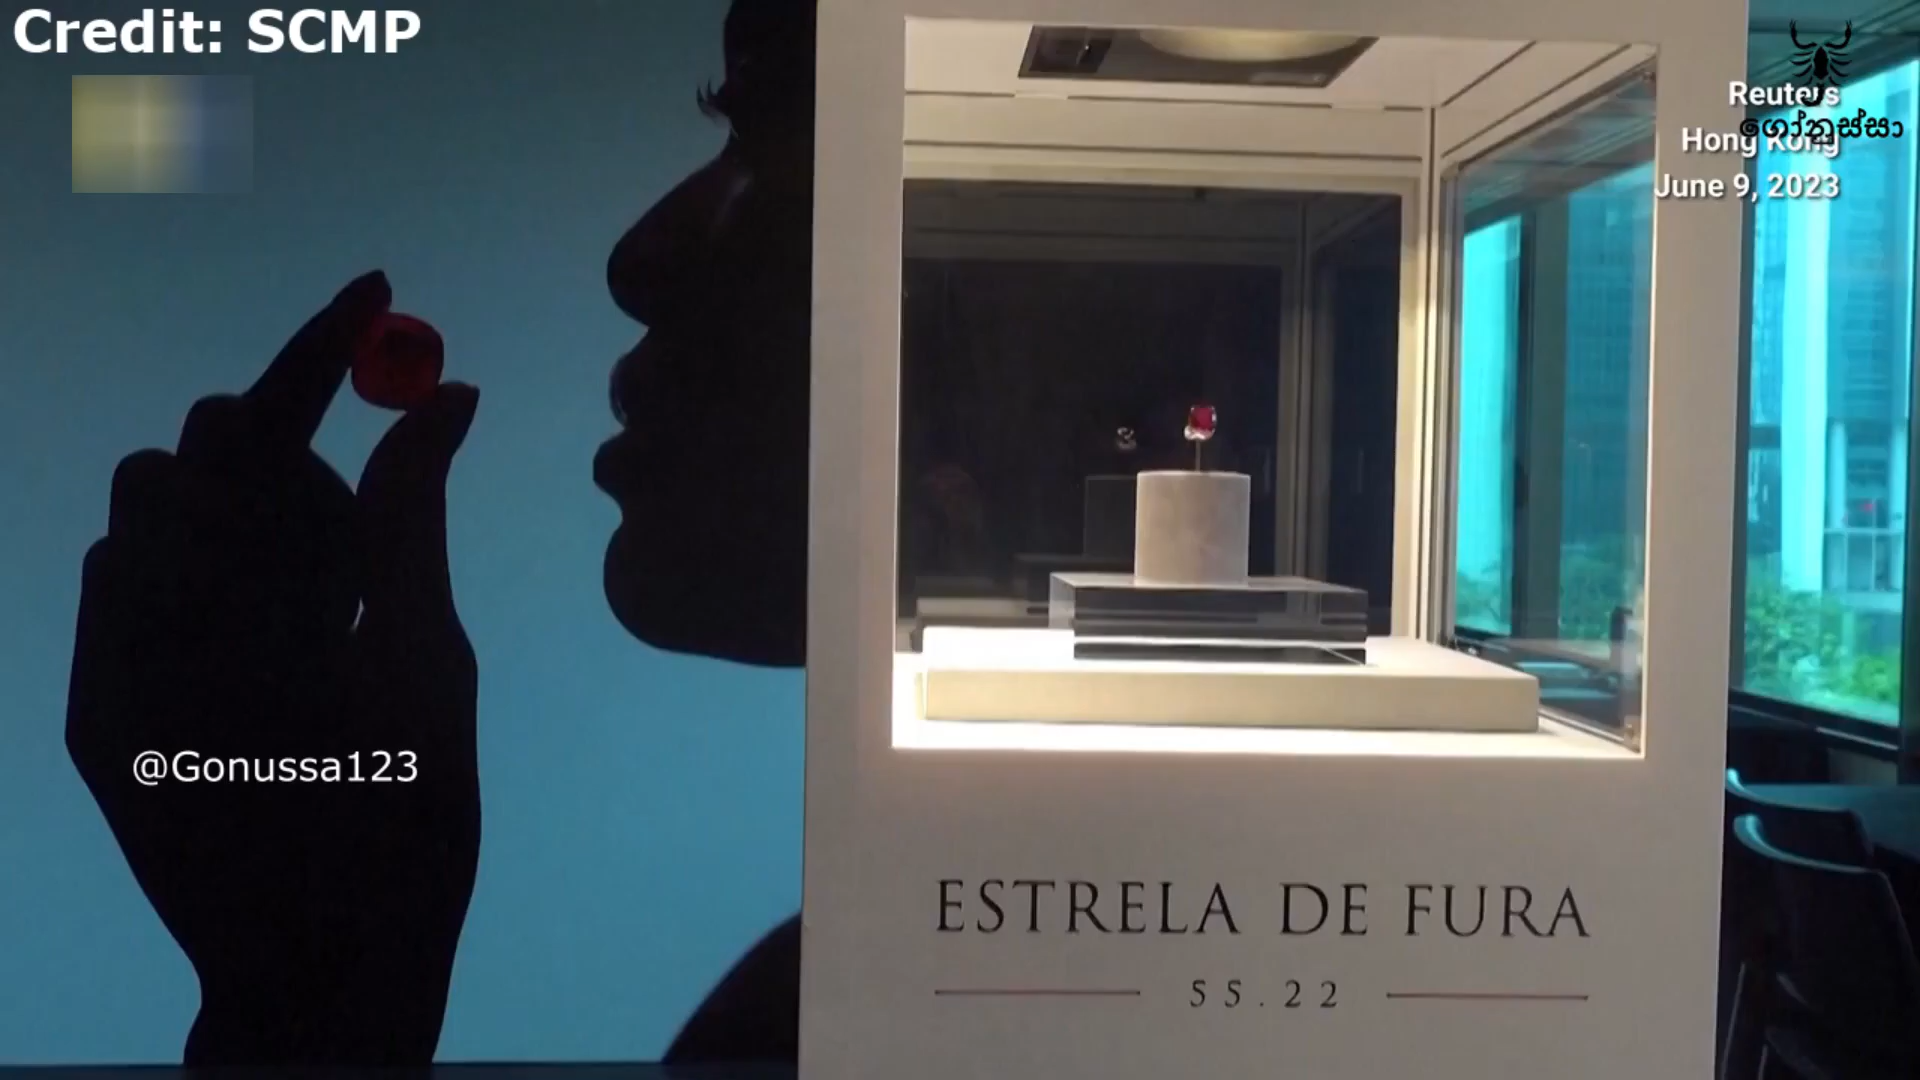 Credit: SCMP
Reuters
ගෝනුස්සා
Hong Kong
June 9, 2023
@Gonussa123
ESTRELA DE FURA
55.22